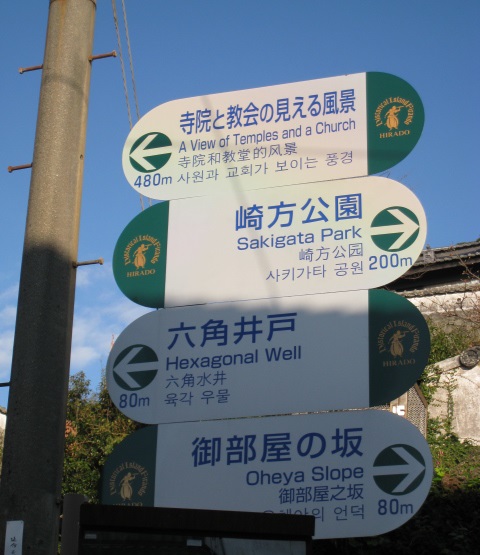 寺院と教会の見える風景
A View of Temples and a Church
寺院和教堂的风景
480m 사원과 교회가 보이는 풍경
HIRADO
崎方公園
Sakigata Park
崎方公园
사키가타 공원 200m
HIRADO
六角井戸
Hexagonal Well
六角水井
80m 육각 우물
HIRADO
御部屋の坂
Oheya Slope
御部屋之坂
언덕 80m